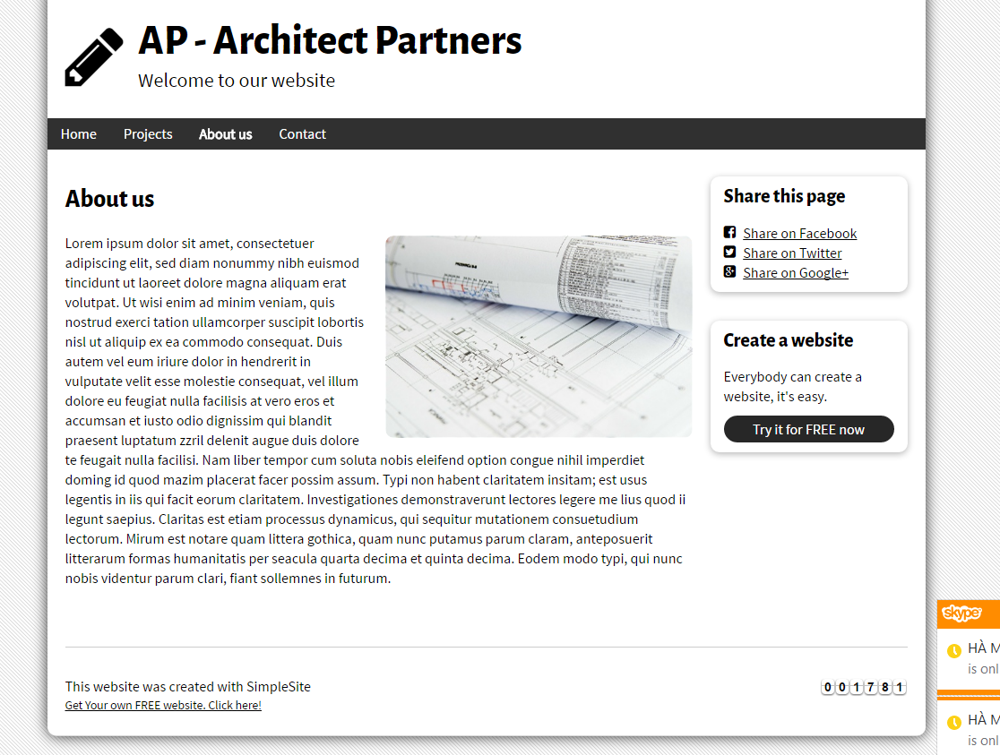 AP - Architect Partners
Welcome to our website
Home Projects About us Contact
About us
Lorem ipsum dolor sit amet, consectetuer
adipiscing elit, sed diam nonummy nibh euismod
tincidunt ut laoreet dolore magna aliquam erat
volutpat. Ut wisi enim ad minim veniam, quis
nostrud exerci tation ullamcorper suscipit lobortis
nisl ut aliquip ex ea commodo consequat. Duis
autem vel eum iriure dolor in hendrerit in
vulputate velit esse molestie consequat, vel illum
dolore eu feugiat nulla facilisis at vero eros et
accumsan et iusto odio dignissim qui blandit
praesent luptatum zzril delenit augue duis dolore
te feugait nulla facilisi. Nam liber tempor cum soluta nobis eleifend option congue nihil imperdiet
doming id quod mazim placerat facer possim assum. Typi non habent claritatem insitam; est usus
legentis in iis qui facit eorum claritatem. Investigationes demonstraverunt lectores legere me lius quod ii
legunt saepius. Claritas est etiam processus dynamicus, qui sequitur mutationem consuetudium
lectorum. Mirum est notare quam littera gothica, quam nunc putamus parum claram, anteposuerit
litterarum formas humanitatis per seacula quarta decima et quinta decima. Eodem modo typi, qui nunc
nobis videntur parum clari, fiant sollemnes in futurum.
Share this page
Share on Facebook
Share on Twitter
Share on Google+
Create a website
Everybody can create a
website, it's easy.
Try it for FREE now
This website was created with SimpleSite
Get Your own FREE website. Click here!
001781
skype
HÀ M
is onl
HÀ M
is onl